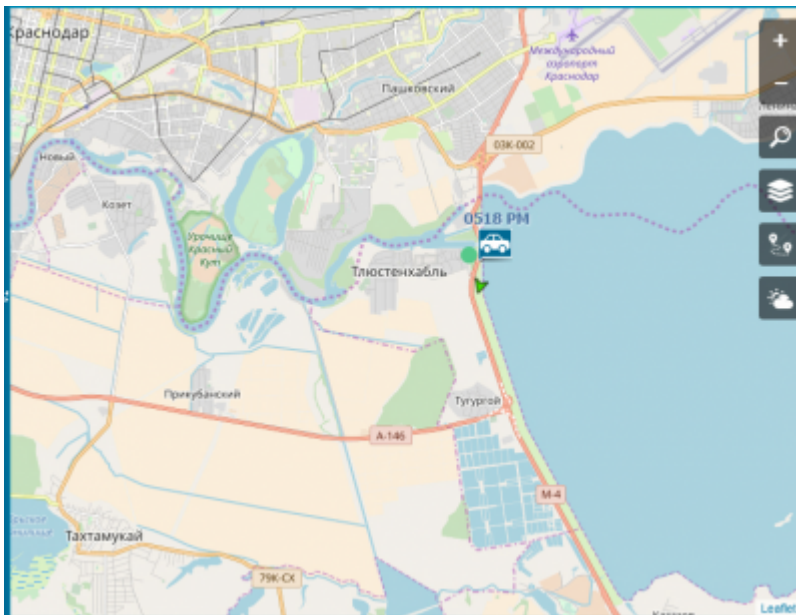 Краснодар
Международный
аэропорт
Краснодар
Пашковский
03К-002
Новый
Козет
0518 РМ
Урочище
Красный
Кут
Тлюстенхабль
Прикубанский
Тугургой
А-146
М-4
Тахтамукай
79К-СХ
Leaflet